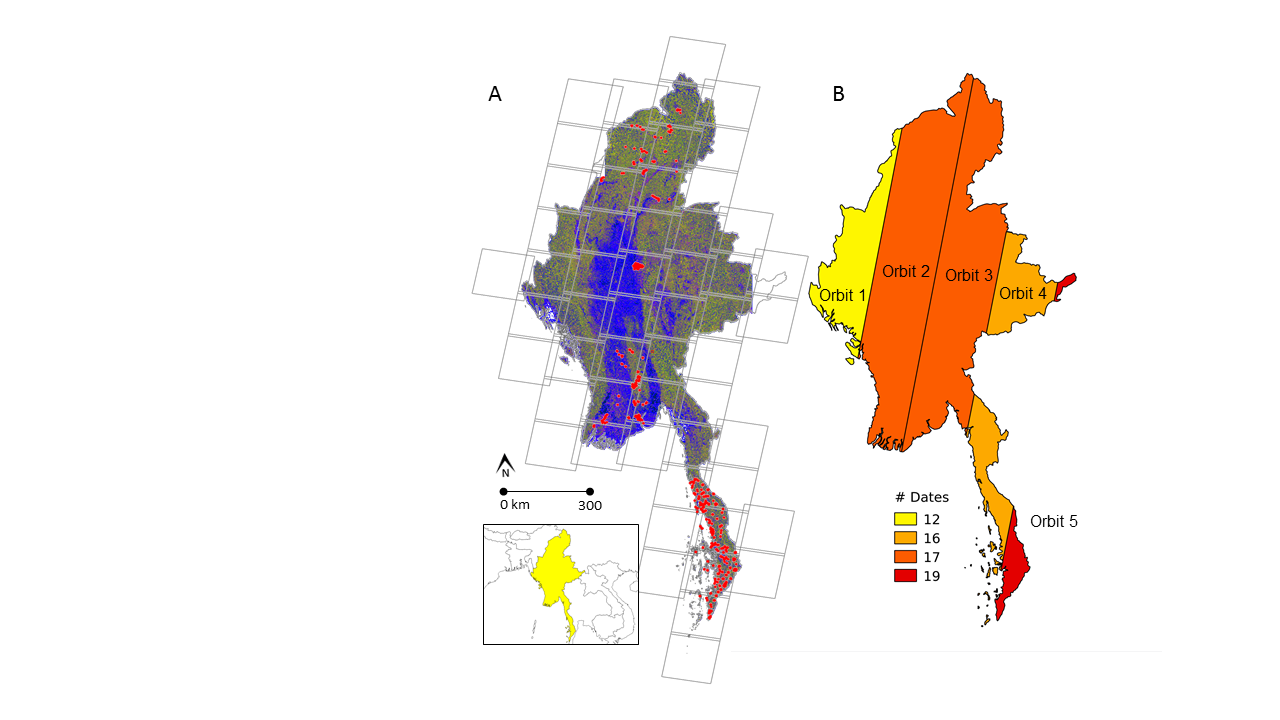 A
B
Orbit 1
Orbit 2
Orbit 3
Orbit 4
Orbit 5
N
0 km 300
# Dates
12
16
17
19